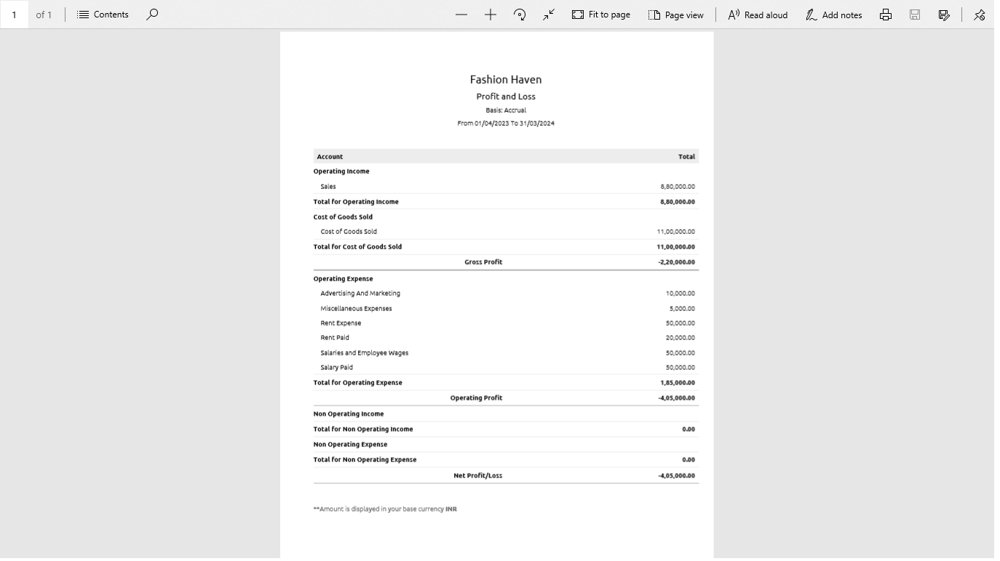 1 of 1 Contents Fit to page Page view Read aloud Add notes
Fashion Haven
Profit and Loss
Basis: Accrual
From 01/04/2023 To 31/03/2024
Account Total
Operating Income
Sales 8,80,000.00
Total for Operating Income 8,80,000.00
Cost of Goods Sold
Cost of Goods Sold 11,00,000.00
Total for Cost of Goods Sold 11,00,000.00
Gross Profit -2,20,000.00
Operating Expense
Advertising And Marketing 10,000.00
Miscellaneous Expenses 5,000.00
Rent Expense 50,000.00
Rent Paid 20,000.00
Salaries and Employee Wages 50,000.00
Salary Paid 50,000.00
Total for Operating Expense 1,85,000.00
Operating Profit -4,05,000.00
Non Operating Income
Total for Non Operating Income 0.00
Non Operating Expense
Total for Non Operating Expense 0.00
Net Profit/Loss -4,05,000.00
**Amount is displayed in your base currency INR